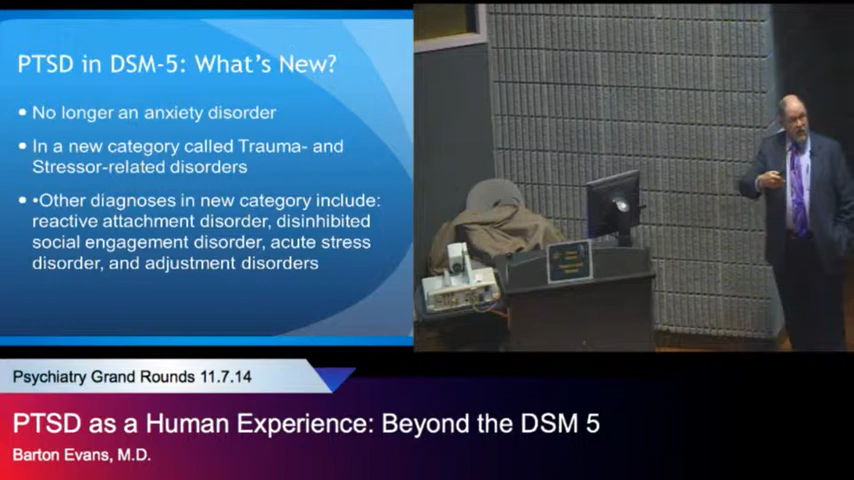 PTSD in DSM-5: What's New?
• No longer an anxiety disorder
• In a new category called Trauma- and
Stressor-related disorders
• •Other diagnoses in new category include:
reactive attachment disorder, disinhibited
social engagement disorder, acute stress
disorder, and adjustment disorders
Psychiatry Grand Rounds 11.7.14
PTSD as a Human Experience: Beyond the DSM 5
Barton Evans, M.D.